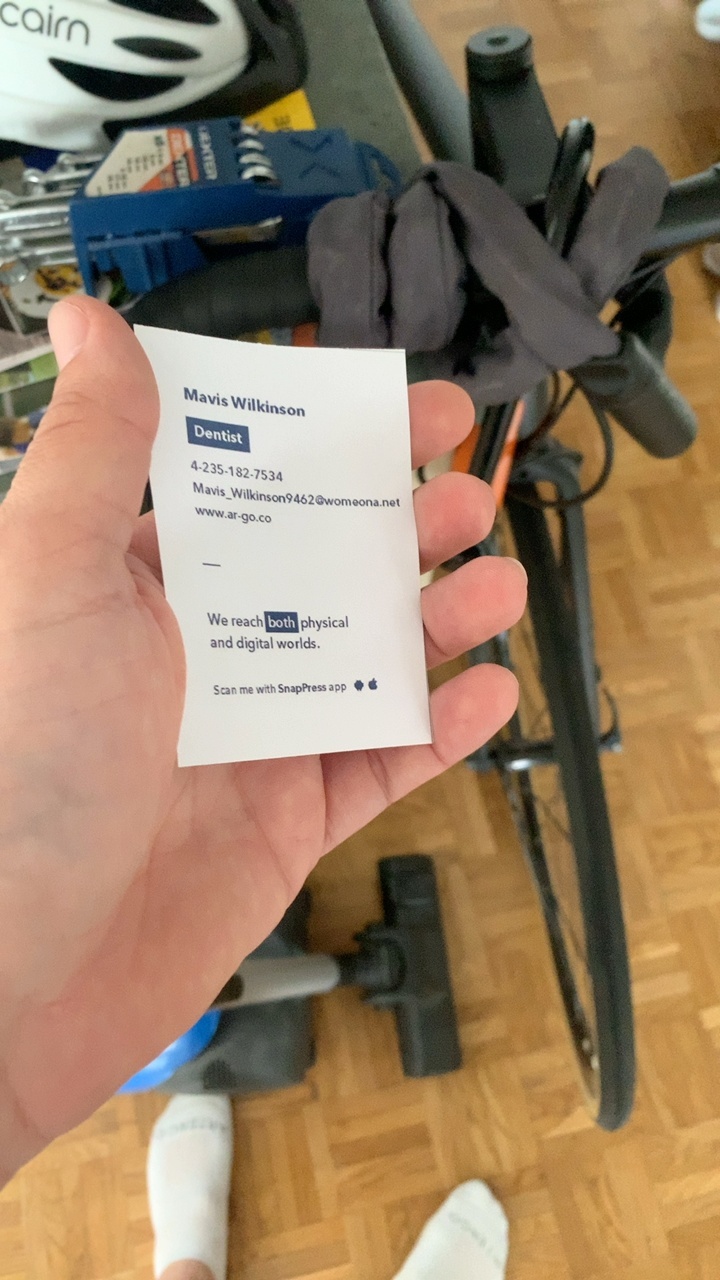 cairn
Mavis Wilkinson
Dentist
4-235-182-7534
Mavis_Wilkinson9462@womeona.net
www.ar-go.co
—
We reach both physical
and digital worlds.
Scan me with SnapPress app